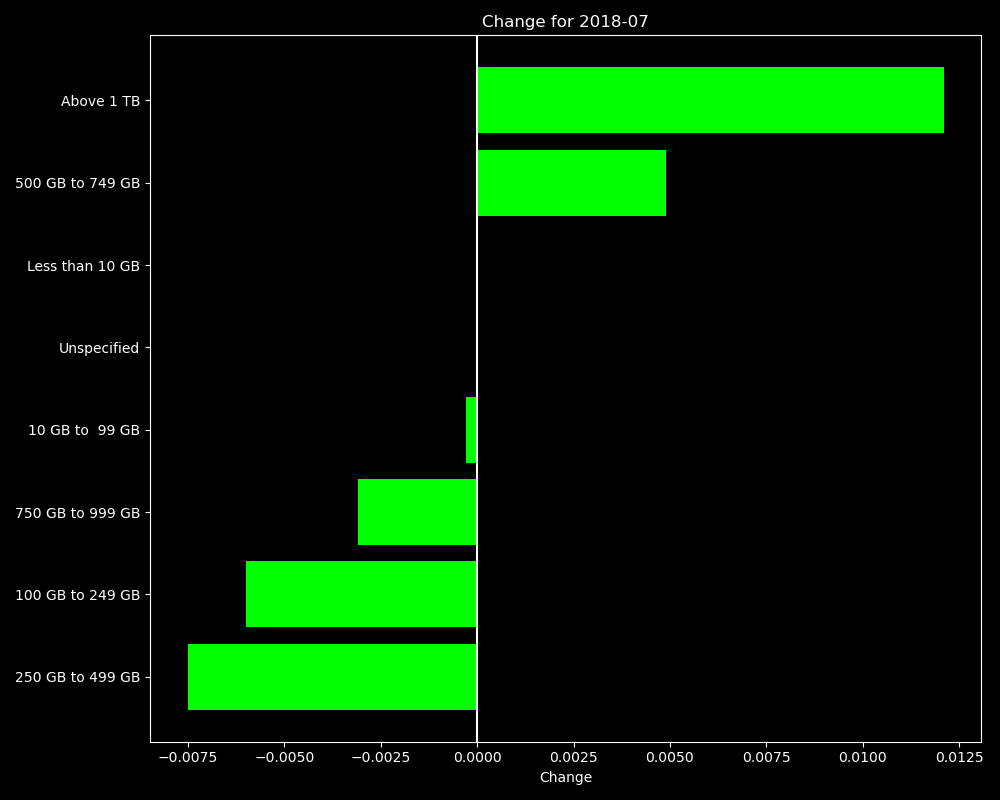 Change for 2018-07
Above 1 TB
500 GB to 749 GB
Less than 10 GB
Unspecified
10 GB to  99 GB
750 GB to 999 GB
100 GB to 249 GB
250 GB to 499 GB
−0.0075 −0.0050 −0.0025 0.0000 0.0025 0.0050 0.0075 0.0100 0.0125
Change